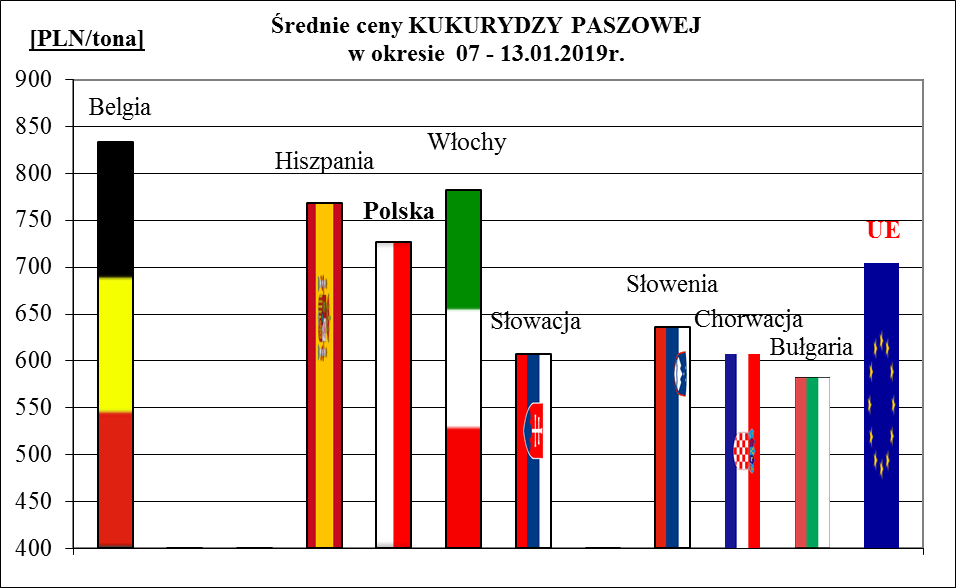 Średnie ceny KUKURYDZY PASZOWEJ
w okresie 07 - 13.01.2019r.
[PLN/tona]
900
850
800
750
700
650
600
550
500
450
400
Belgia
Hiszpania
Polska
Włochy
Słowacja
Słowenia
Chorwacja
Bułgaria
UE